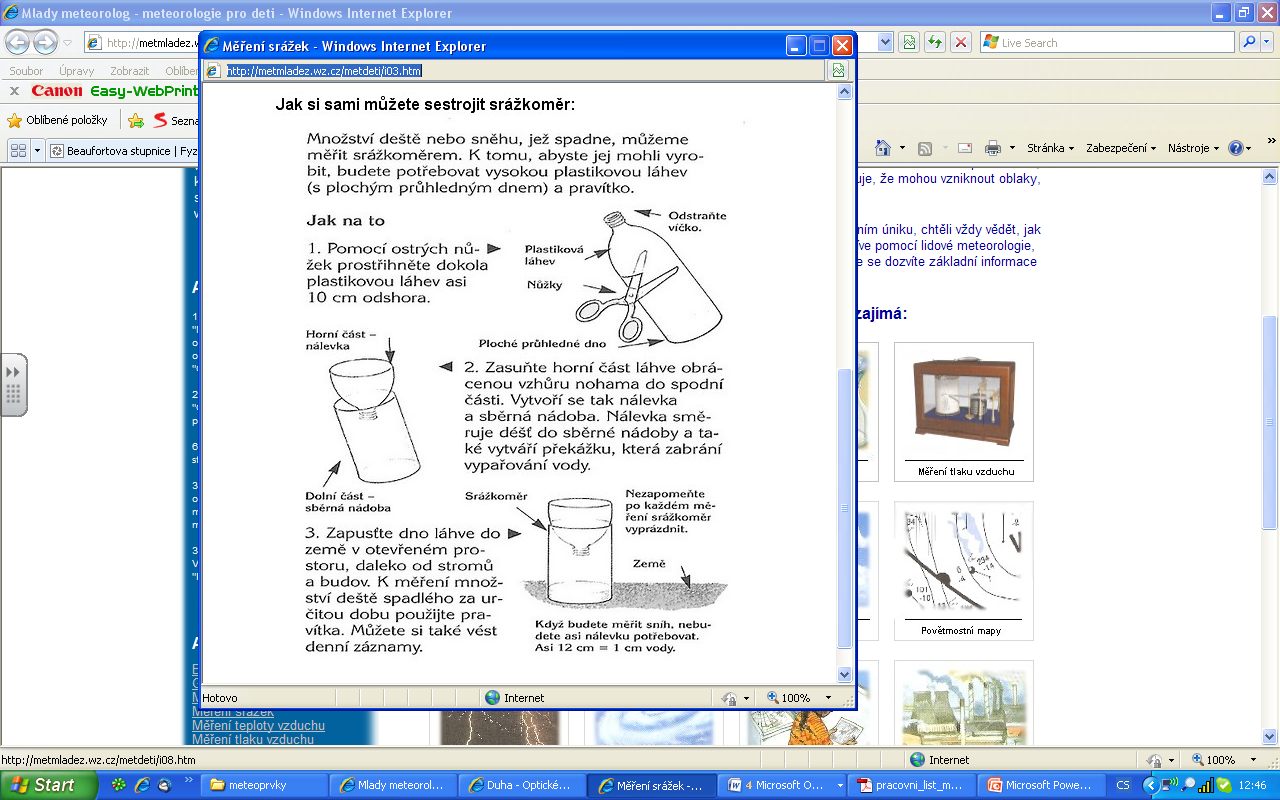 Mlady meteorolog - meteorologie pro deti - Windows Internet Explorer
http://metmladez.w
Live Search
Soubor Úpravy Zobrazit Oblíbe
x Canon Easy-WebPrint
Oblíbené položky Sezna
Beaufortova stupnice | Fyz
Stránka Zabezpečení Nástroje »
Měření srážek - Windows Internet Explorer
http://metmladez.wz.cz/metdeti/i03.htm
Jak si sami můžete sestrojit srážkoměr:
Množství deště nebo sněhu, jež spadne, můžeme
měřit srážkoměrem. K tomu, abyste jej mohli vyro-
bit, budete potřebovat vysokou plastikovou láhev
(s plochým průhledným dnem) a pravítko.
Jak na to
1. Pomocí ostrých nů-
žek prostřihněte dokola
plastikovou láhev asi
10 cm odshora.
Odstraňte
víčko.
Plastiková
láhev
Nůžky
Ploché průhledné dno
Horní část –
nálevka
2. Zasuňte horní část láhve obrá-
cenou vzhůru nohama do spodní
části. Vytvoří se tak nálevka
a sběrná nádoba. Nálevka smě-
ruje déšť do sběrné nádoby a ta-
ké vytváří překážku, která zabrání
vypařování vody.
Dolní část –
sběrná nádoba
Srážkoměr
Nezapomeňte
po každém mě-
ření srážkoměr
vyprázdnit.
3. Zapusťte dno láhve do
země v otevřeném pro-
storu, daleko od stromů
a budov. K měření množ-
ství deště spadlého za ur-
čitou dobu použijte pra-
vítka. Můžete si také vést
denní záznamy.
Země
Když budete měřit sníh, nebu-
dete asi nálevku potřebovat.
Asi 12 cm = 1 cm vody.
Hotovo Internet 100%
uje, že mohou vzniknout oblaky,
ním úniku, chtěli vždy vědět, jak
íve pomocí lidové meteorologie,
e se dozvíte základní informace
zajímá:
Měření tlaku vzduchu
Povětmostní mapy
Měření srážek
Měření teploty vzduchu
Měření tlaku vzduchu
http://metmladez.wz.cz/metdeti/i08.htm Internet 100%
Start » meteoprvky Mlady meteorol... Duha - Optické... Měření srážek -... 4 Microsoft O... pracovni_list_m... Microsoft Powe... CS 12:46